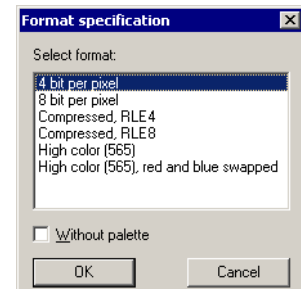 Format specification
Select format:
4 bit per pixel
8 bit per pixel
Compressed, RLE4
Compressed, RLE8
High color (565)
High color (565), red and blue swapped
Without palette
OK
Cancel